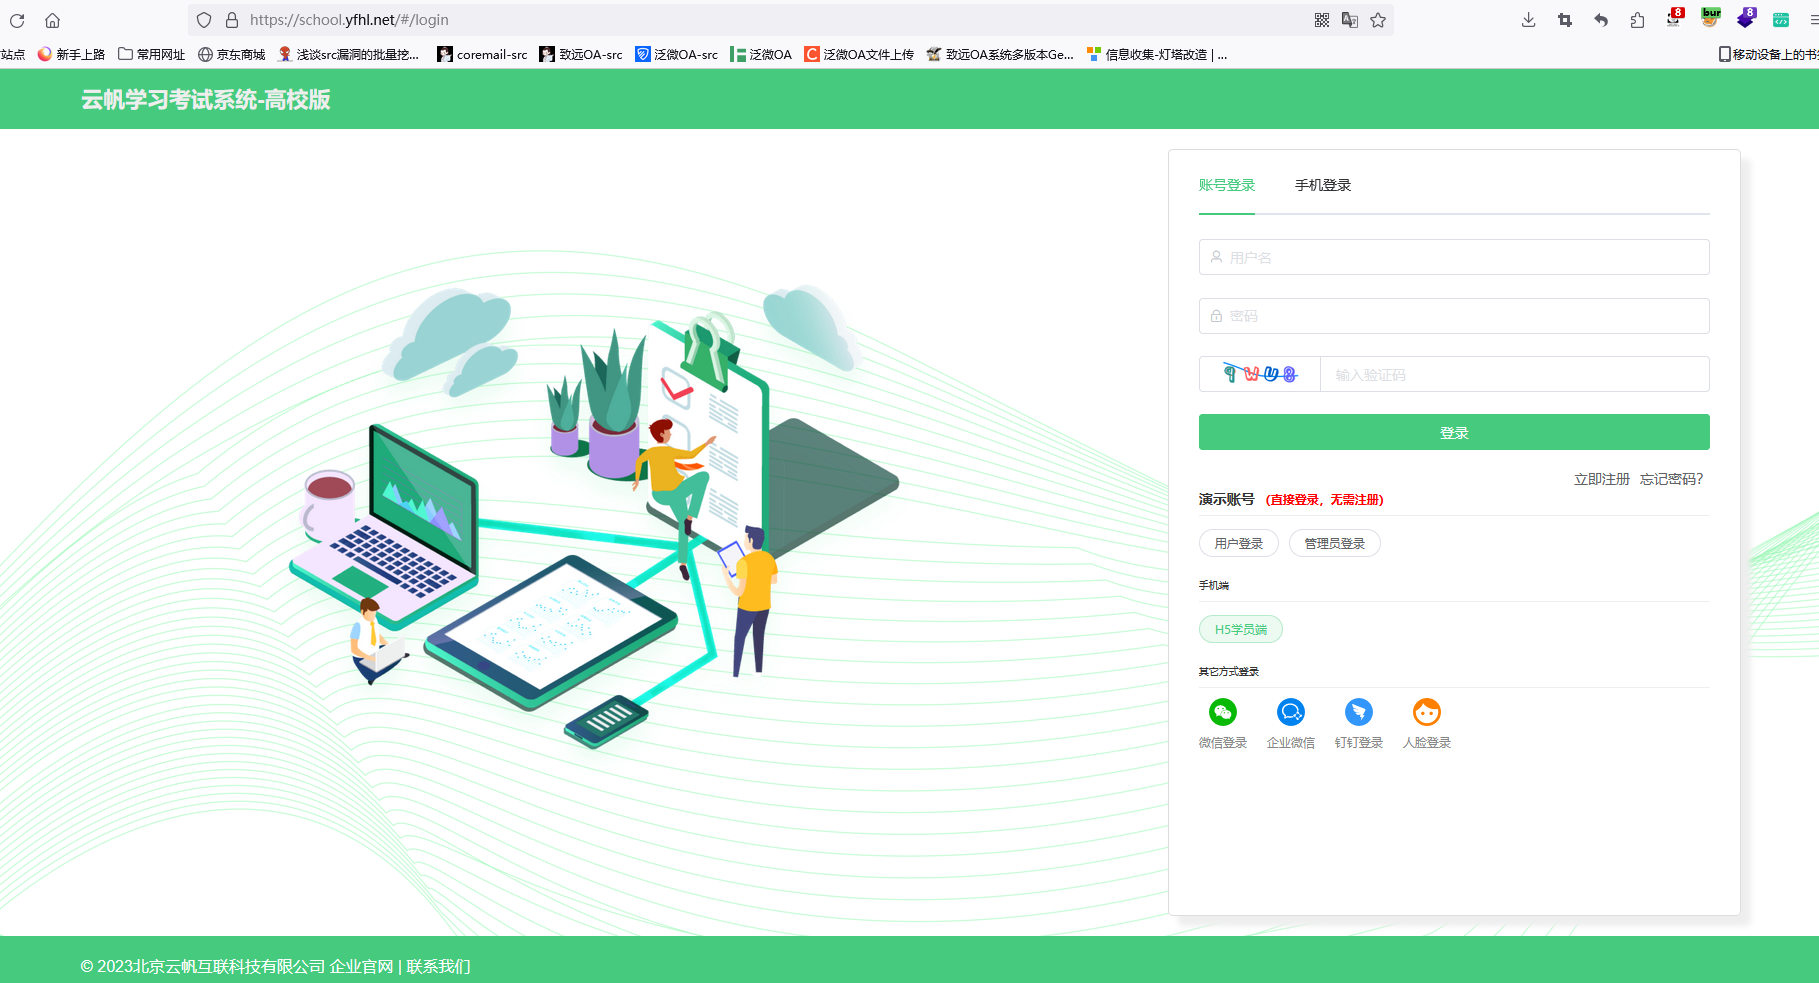 https://school.yfhl.net/#/login
8
bur
8
站点 新手上路 常用网址 京东商城 浅谈src漏洞的批量挖... coremail-src 致远OA-src 泛微OA-src 泛微OA 泛微OA文件上传 致远OA系统多版本Ge... 信息收集-灯塔改造 | ... 移动设备上的书
云帆学习考试系统-高校版
账号登录 手机登录
用户名
密码
9WU8 输入验证码
登录
立即注册 忘记密码?
演示账号 (直接登录，无需注册)
用户登录 管理员登录
手机端
H5学员端
其它方式登录
微信登录 企业微信 钉钉登录 人脸登录
© 2023北京云帆互联科技有限公司 企业官网 | 联系我们